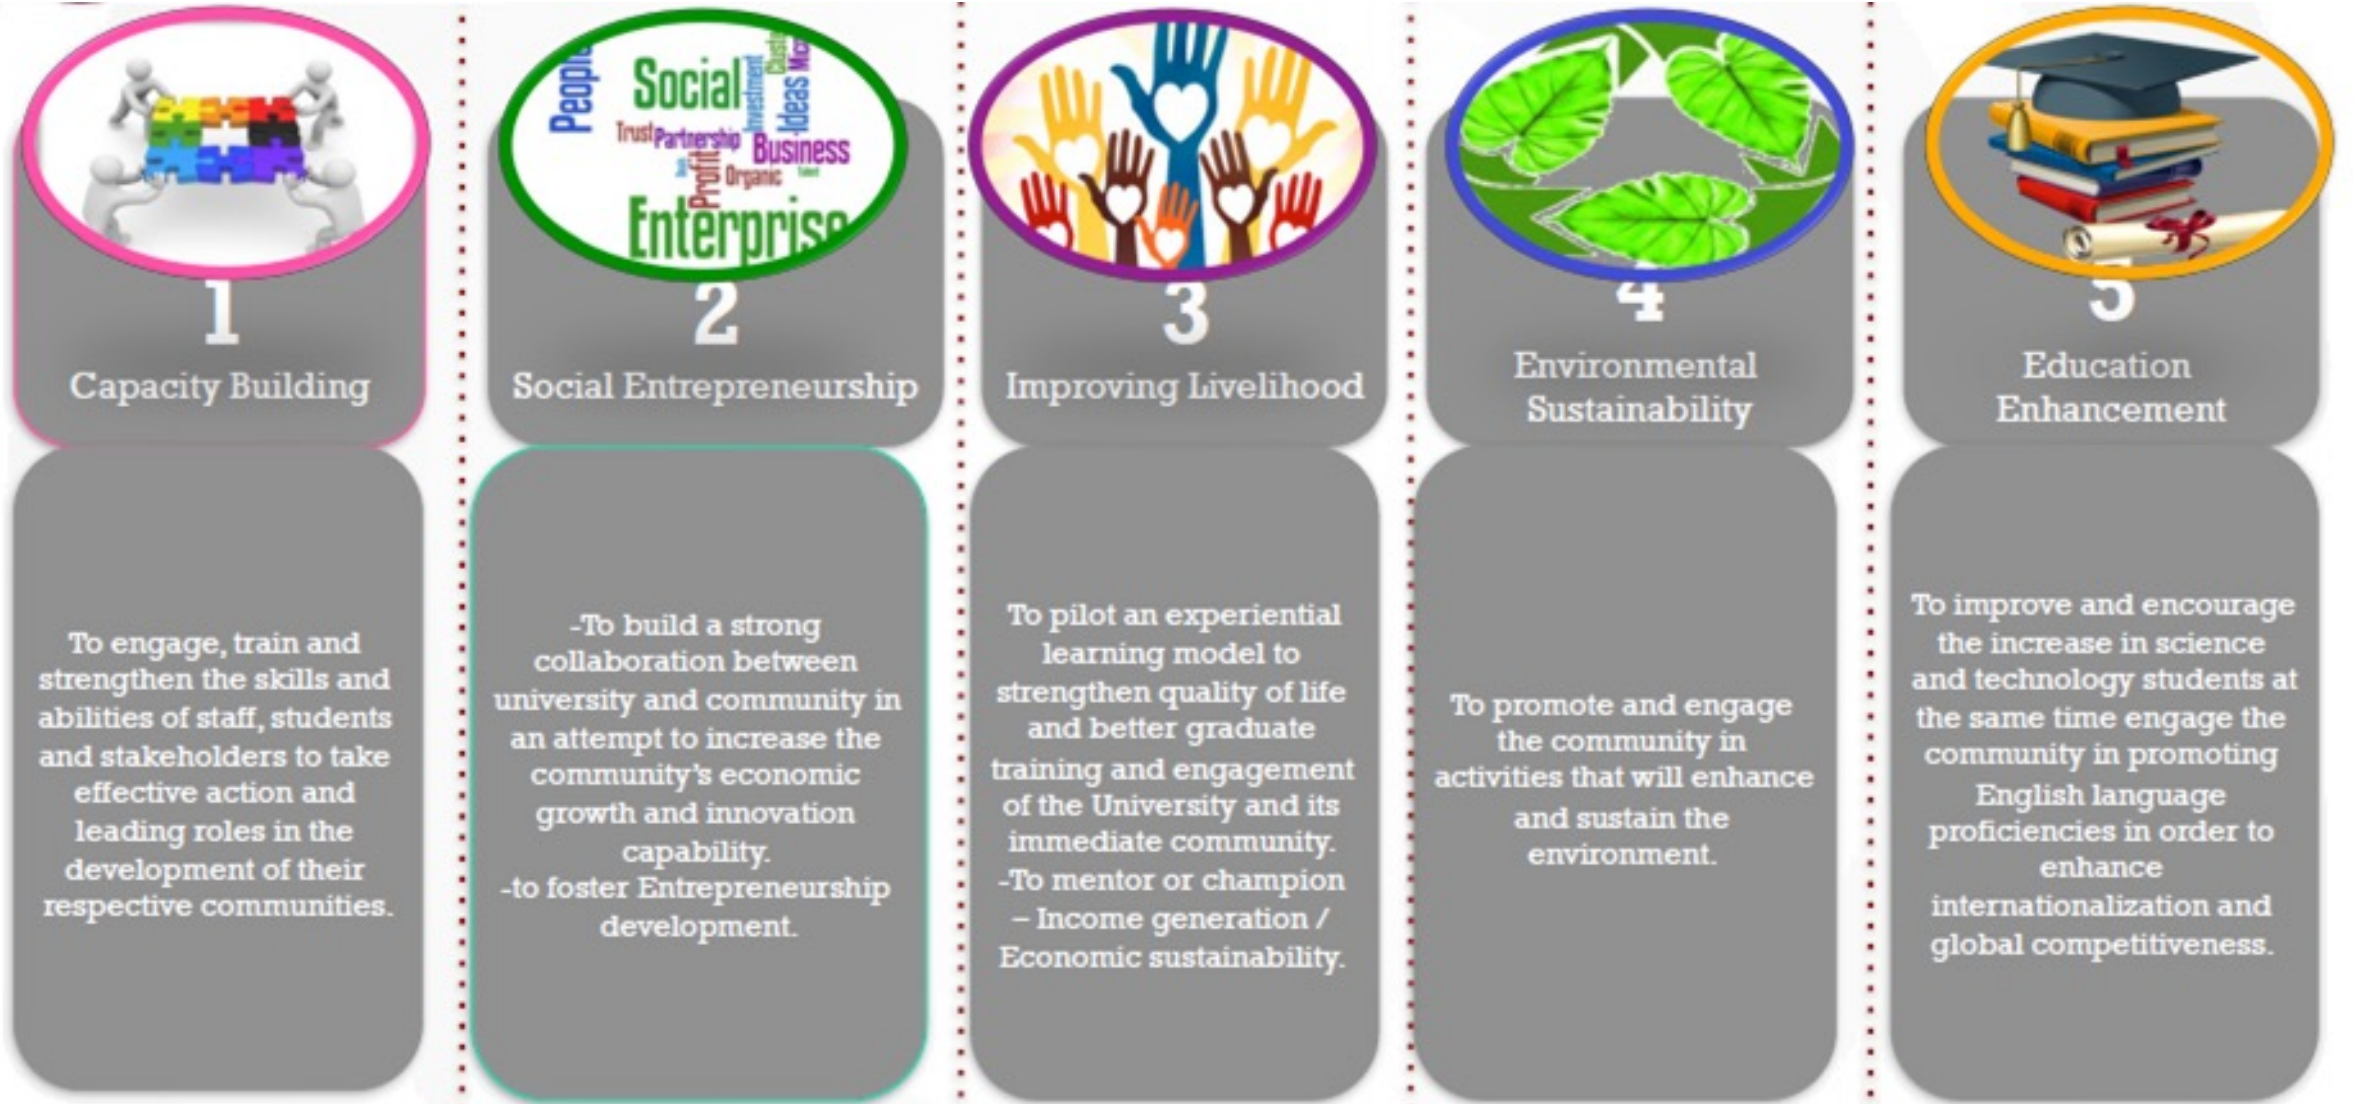 People
Social
Trust
Partnership
Investment
Ideas
Business
Profit
Organic
Enterprise
1
Capacity Building
To engage, train and
strengthen the skills and
abilities of staff, students
and stakeholders to take
effective action and
leading roles in the
development of their
respective communities.
2
Social Entrepreneurship
-To build a strong
collaboration between
university and community in
an attempt to increase the
community's economic
growth and innovation
capability.
-to foster Entrepreneurship
development.
3
Improving Livelihood
To pilot an experiential
learning model to
strengthen quality of life
and better graduate
training and engagement
of the University and its
immediate community.
-To mentor or champion
– Income generation /
Economic sustainability.
4
Environmental
Sustainability
To promote and engage
the community in
activities that will enhance
and sustain the
environment.
5
Education
Enhancement
To improve and encourage
the increase in science
and technology students at
the same time engage the
community in promoting
English language
proficiencies in order to
enhance
internationalization and
global competitiveness.